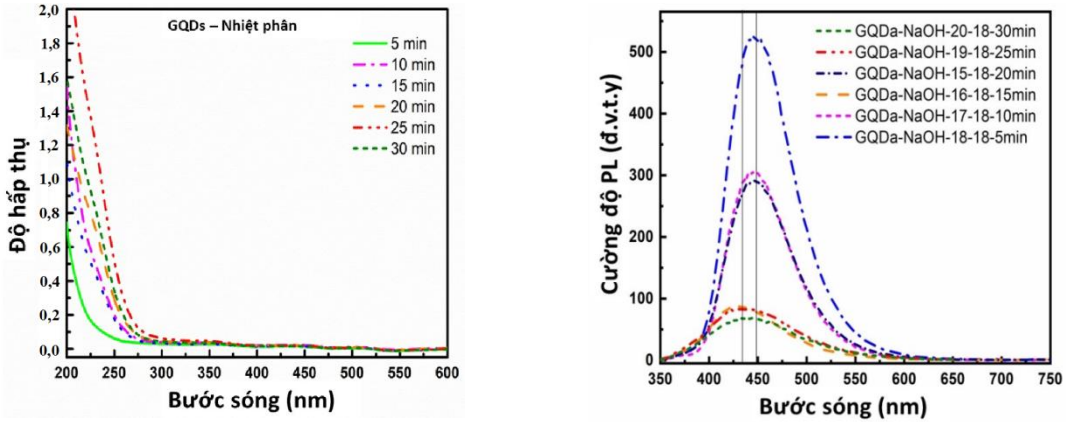 GQDs – Nhiệt phân
5 min
10 min
15 min
20 min
25 min
30 min
Độ hấp thụ
2,0
1,8
1,6
1,4
1,2
1,0
0,8
0,6
0,4
0,2
0,0
200 250 300 350 400 450 500 550 600
Bước sóng (nm)
GQDa-NaOH-20-18-30min
GQDa-NaOH-19-18-25min
GQDa-NaOH-15-18-20min
GQDa-NaOH-16-18-15min
GQDa-NaOH-17-18-10min
GQDa-NaOH-18-18-5min
Cường độ PL (đ.v.t.y)
500
400
300
200
100
0
350 400 450 500 550 600 650 700 750
Bước sóng (nm)